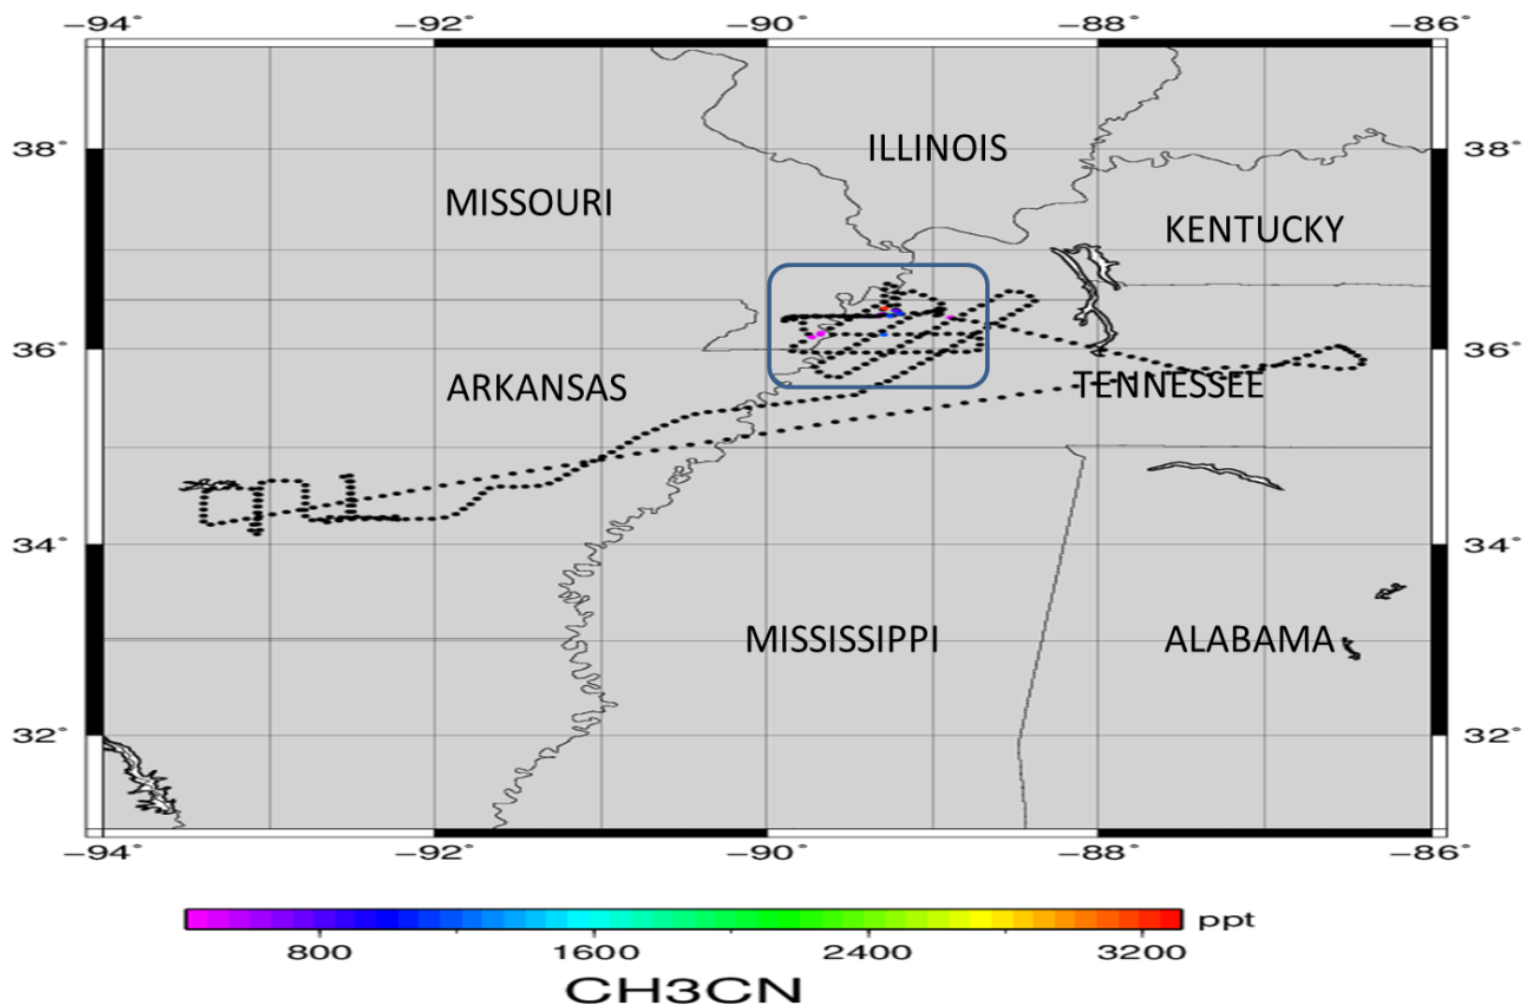 −94° −92° −90° −88° −86°
38° 38°
ILLINOIS
MISSOURI
KENTUCKY
36° 36°
ARKANSAS
TENNESSEE
34° 34°
MISSISSIPPI
ALABAMA
32° 32°
−94° −92° −90° −88° −86°
ppt
800 1600 2400 3200
CH3CN